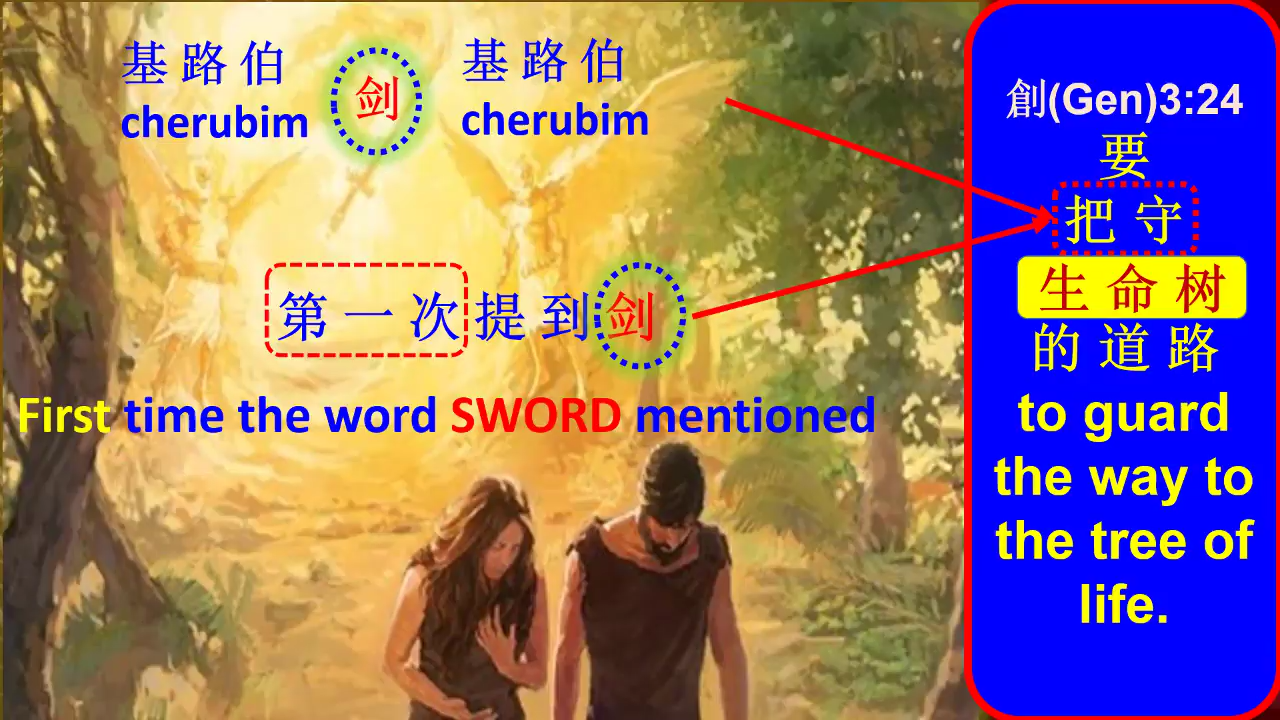 基路伯
cherubim
剑
基路伯
cherubim
第一次提到剑
First time the word SWORD mentioned
創(Gen)3:24
要
把守
生命树
的道路
to guard
the way to
the tree of
life.